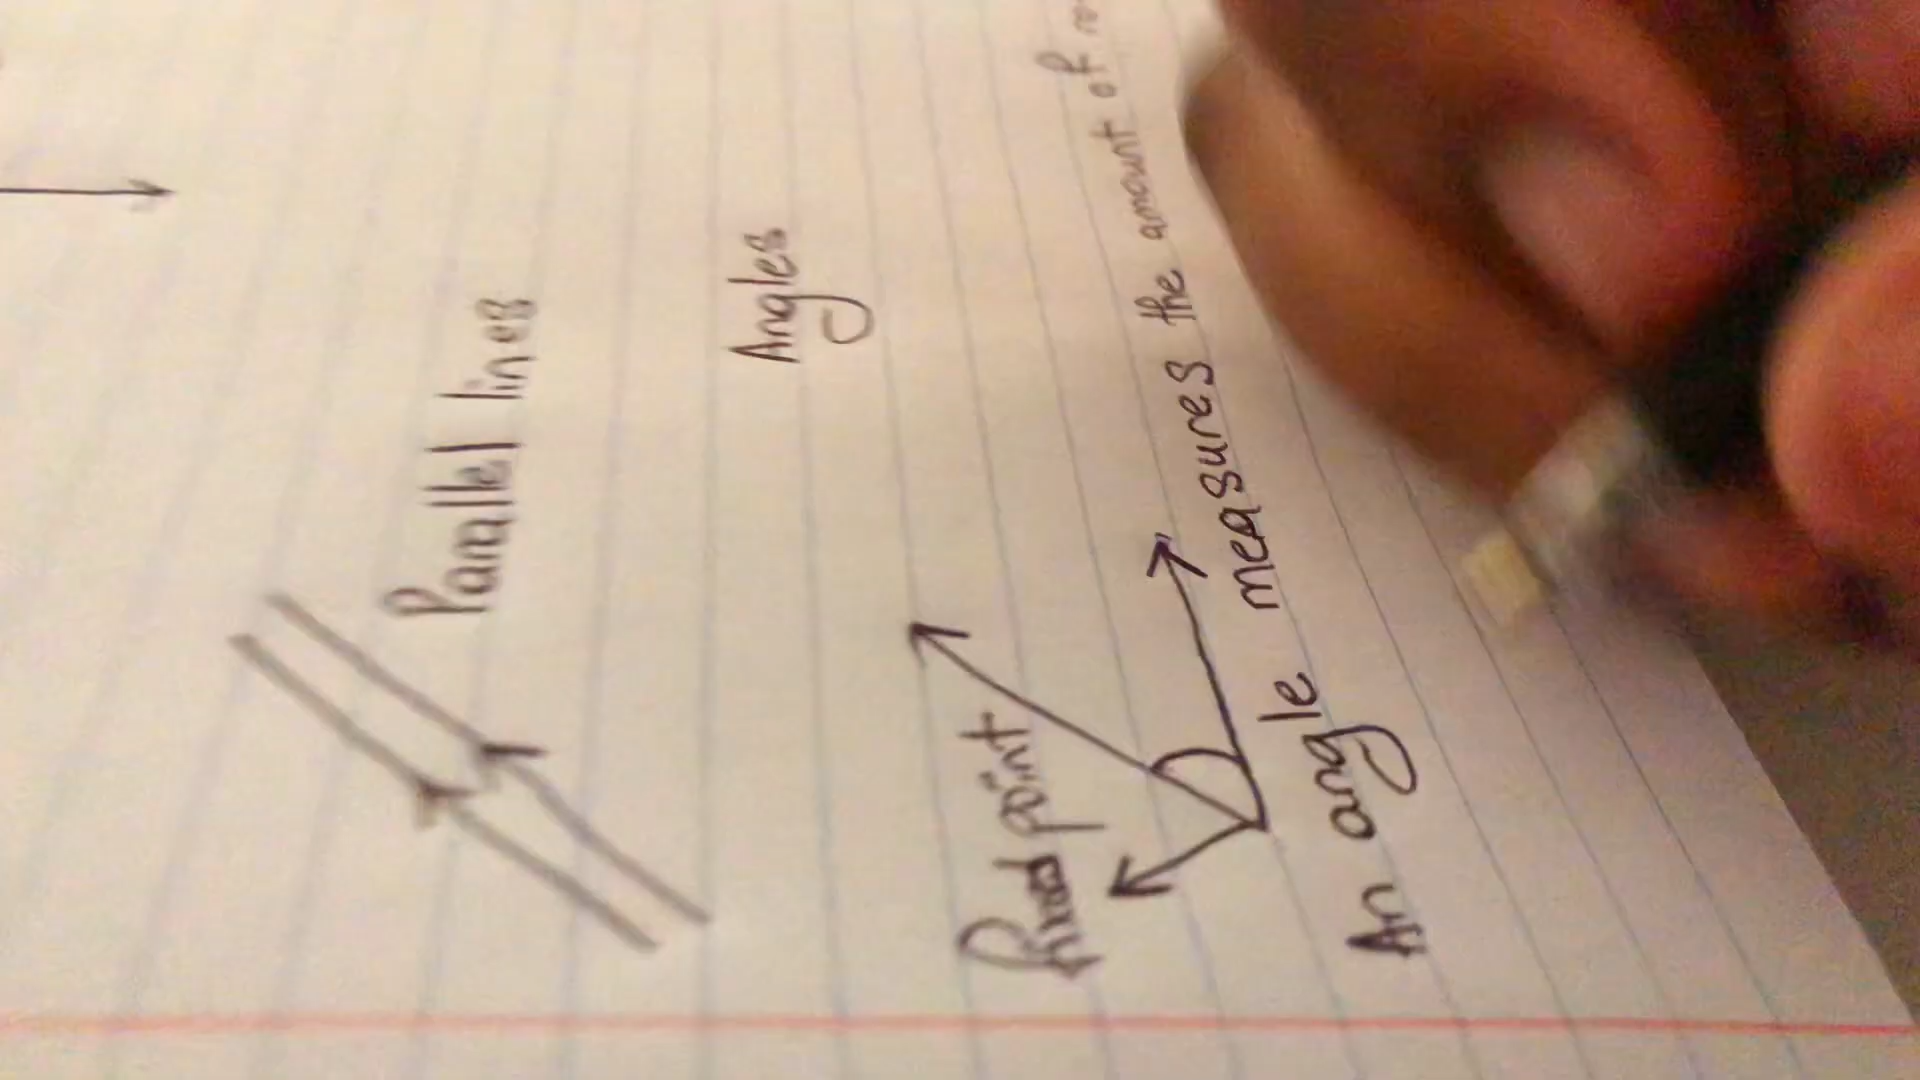 Parallel lines
Angles
fixed point
An angle measures the amount of